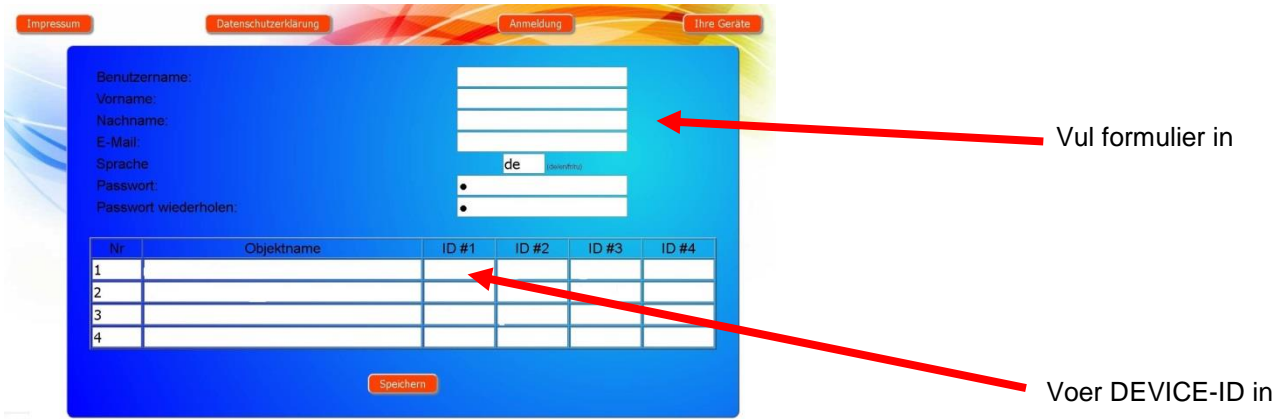 Impressum Datenschutzerklärung Anmeldung Ihre Geräte
Benutzername:
Vorname:
Nachname:
E-Mail:
Sprache de
Passwort: •
Passwort wiederholen: •
Vul formulier in
Nr Objektname ID #1 ID #2 ID #3 ID #4
1
2
3
4
Speichern
Voer DEVICE-ID in